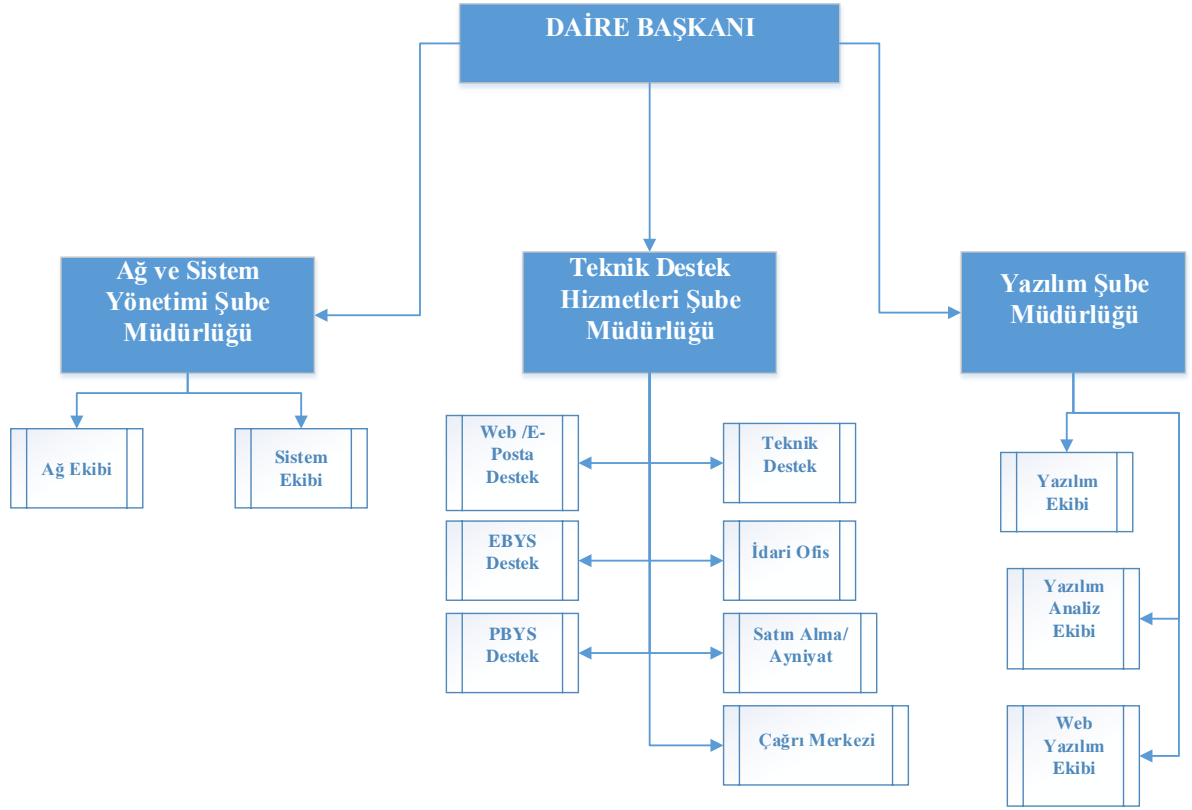 DAİRE BAŞKANI
Ağ ve Sistem
Yönetimi Şube
Müdürlüğü
Teknik Destek
Hizmetleri Şube
Müdürlüğü
Yazılım Şube
Müdürlüğü
Ağ Ekibi
Sistem
Ekibi
Web /E-
Posta
Destek
Teknik
Destek
EBYS
Destek
İdari Ofis
PBYS
Destek
Satın Alma/
Ayniyat
Çağrı Merkezi
Yazılım
Ekibi
Yazılım
Analiz
Ekibi
Web
Yazılım
Ekibi